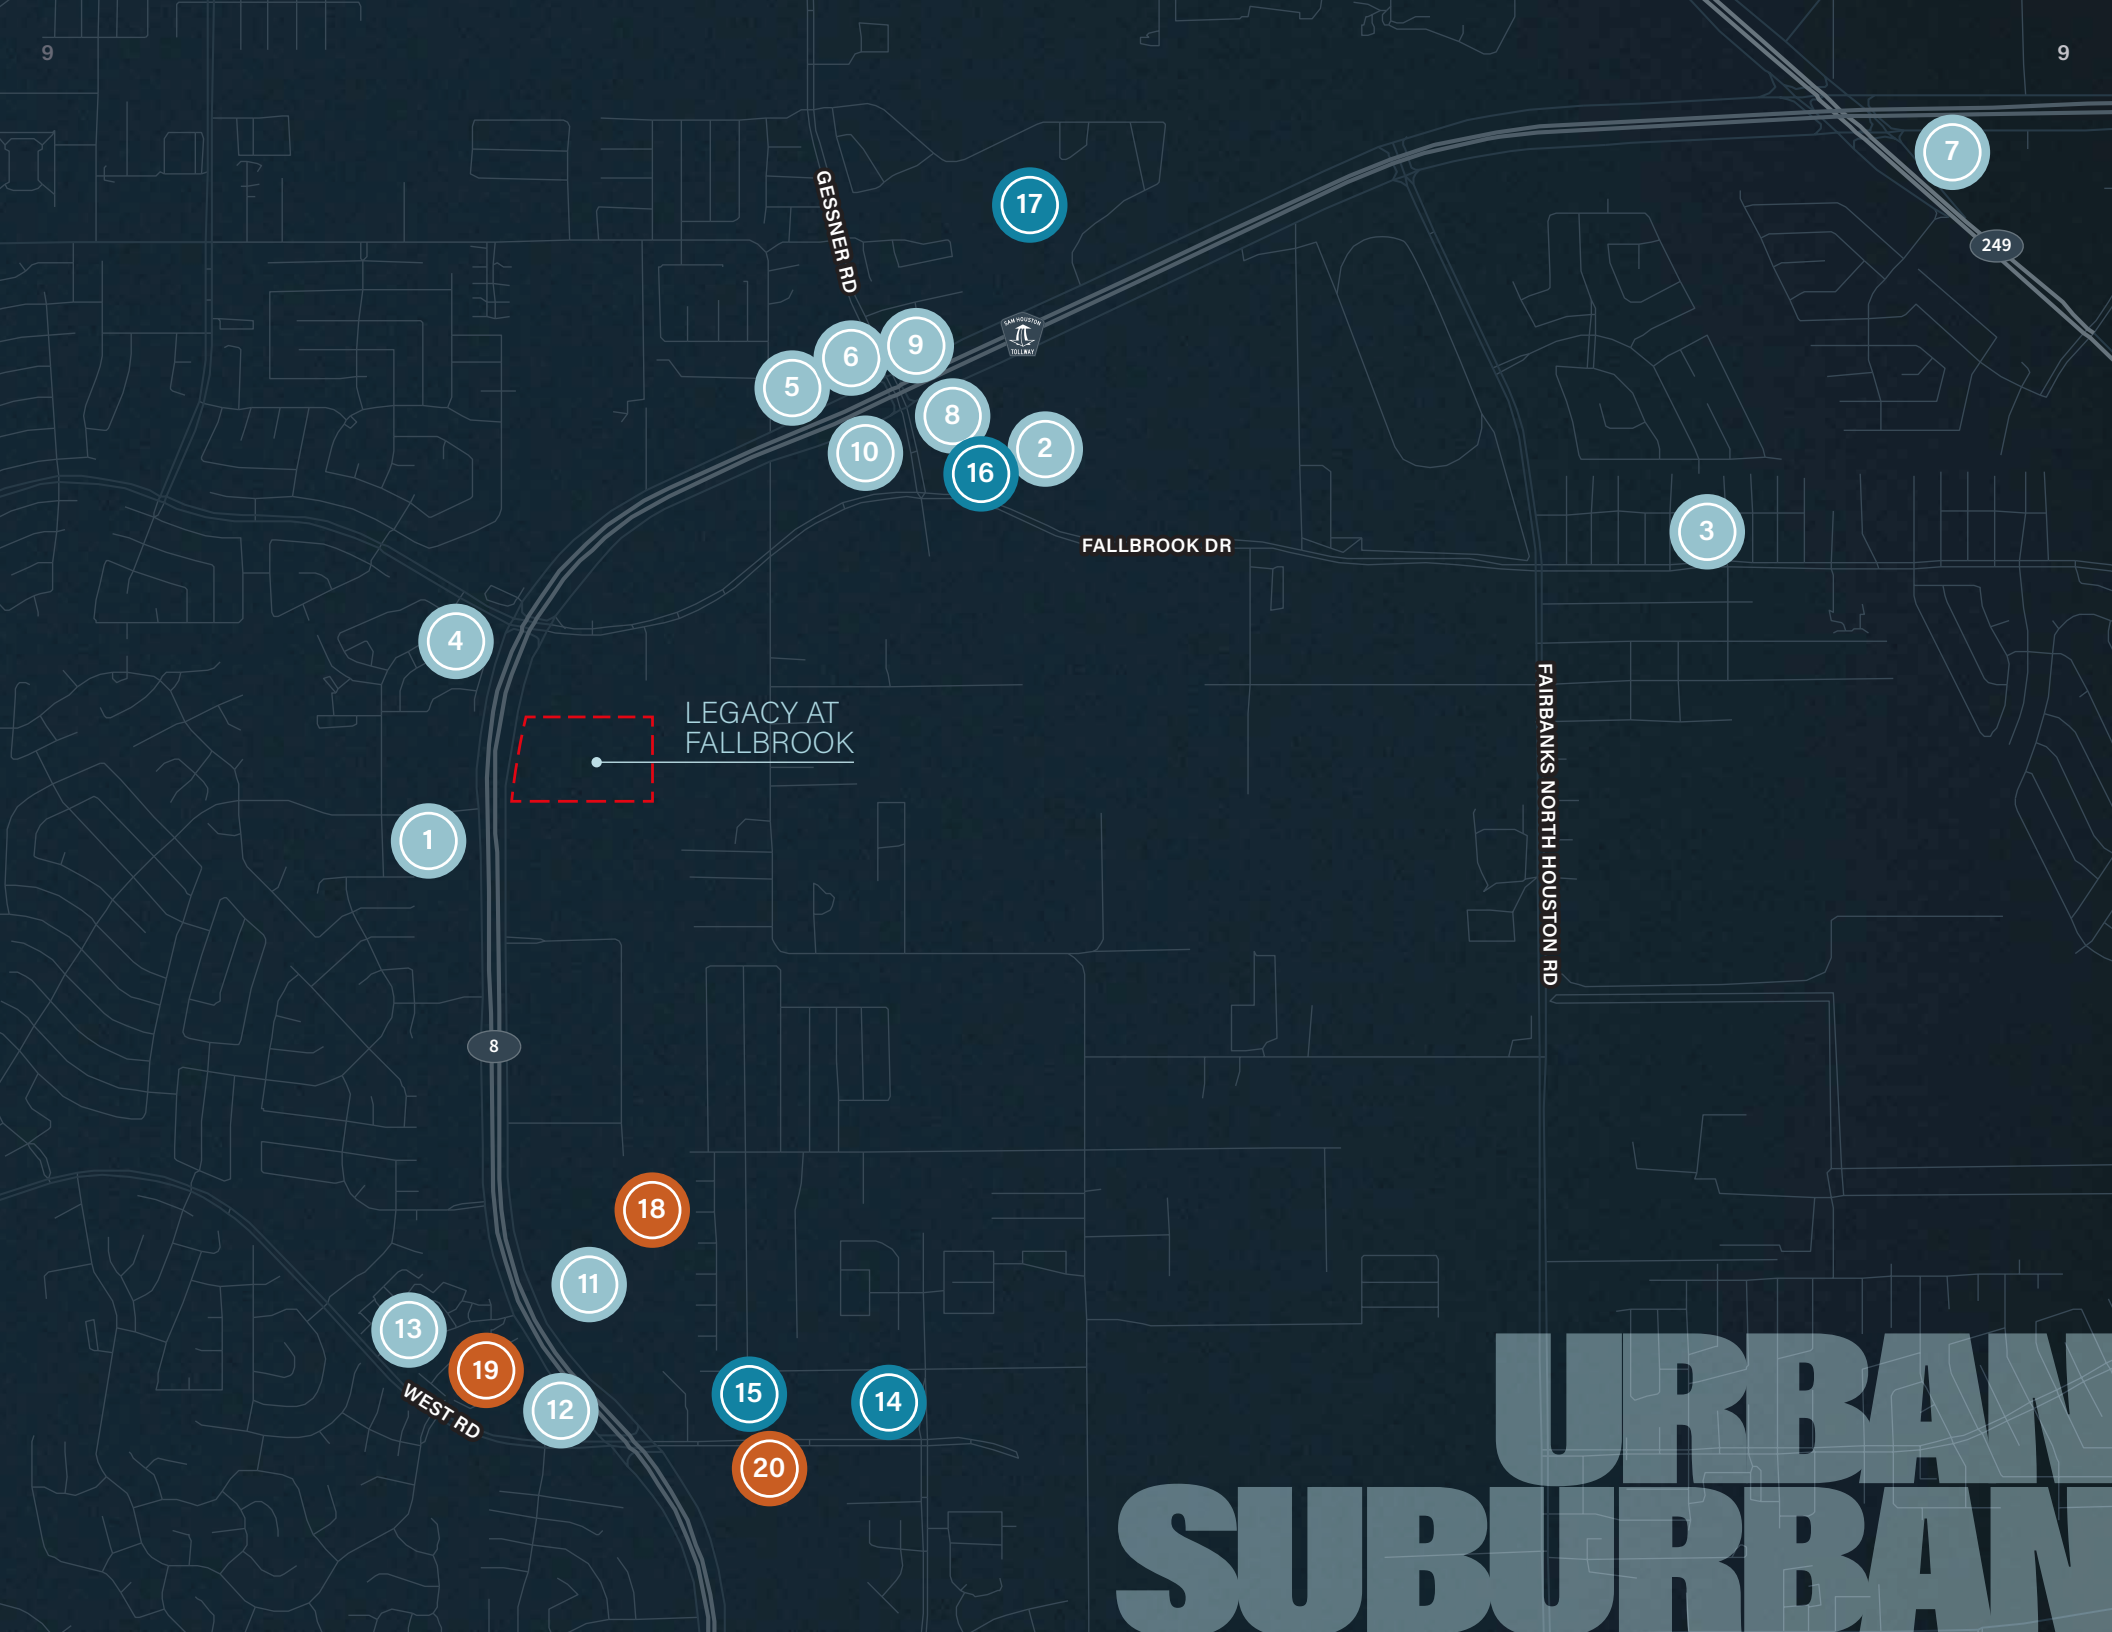 9
9
7
17
GESSNER RD
249
SAM HOUSTON
TOLLWAY
9
6
5
8
10
2
16
3
FALLBROOK DR
4
LEGACY AT
FALLBROOK
FAIRBANKS NORTH HOUSTON RD
1
8
18
11
13
19
12
15
14
WEST RD
20
URBAN
SUBURBAN